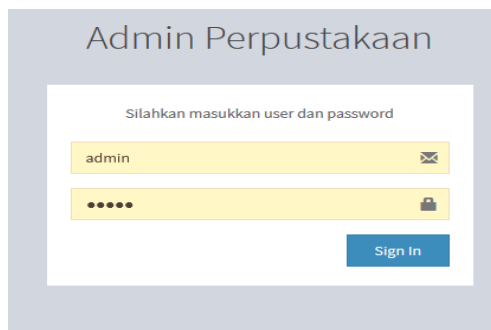 Admin Perpustakaan
Silahkan masukkan user dan password
admin
•••••
Sign In